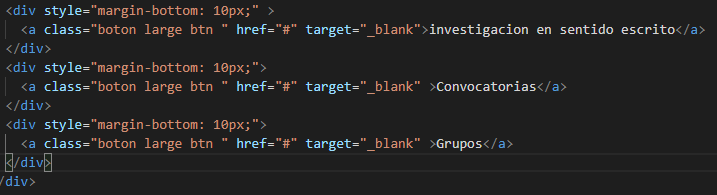 <div style="margin-bottom: 10px;" >
<a class="boton large btn " href="#" target="_blank">investigacion en sentido escrito</a>
</div>
<div style="margin-bottom: 10px;">
<a class="boton large btn " href="#" target="_blank" >Convocatorias</a>
</div>
<div style="margin-bottom: 10px;">
<a class="boton large btn " href="#" target="_blank" >Grupos</a>
</div>
/div>